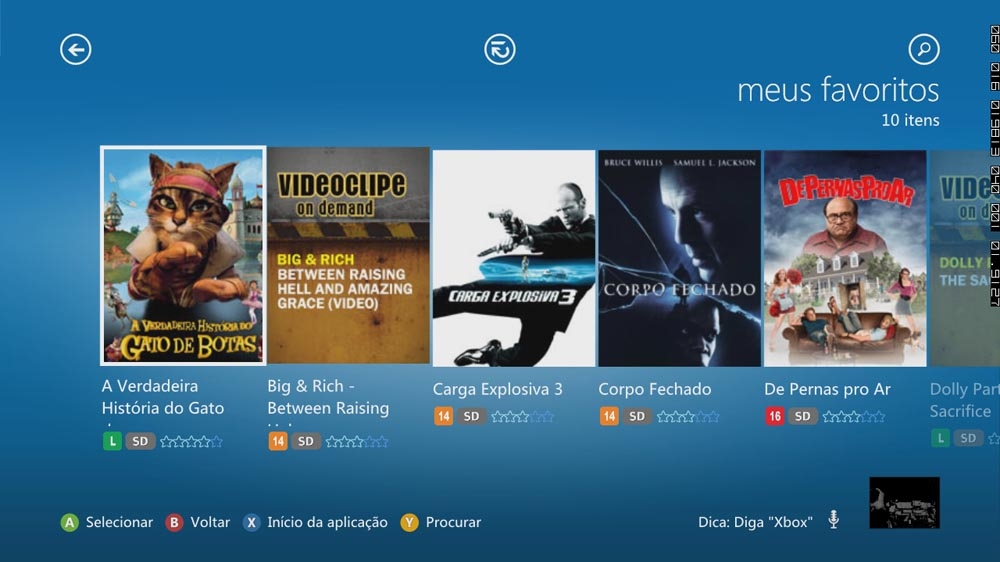 meus favoritos
10 itens
A VERDADEIRA HISTÓRIA DO
GATO DE BOTAS
VIDEOCLIPE
on demand
BIG & RICH
BETWEEN RAISING
HELL AND AMAZING
GRACE (VIDEO)
CARGA EXPLOSIVA 3
BRUCE WILLIS SAMUEL L. JACKSON
CORPO FECHADO
DE PERNAS PRO AR
VIDE
on d
DOLLY
THE SA
A Verdadeira
História do Gato
L SD
Big & Rich -
Between Raising
14 SD
Carga Explosiva 3
14 SD
Corpo Fechado
14 SD
De Pernas pro Ar
16 SD
Dolly Part
Sacrifice
L SD
A Selecionar B Voltar X Início da aplicação Y Procurar
Dica: Diga "Xbox"